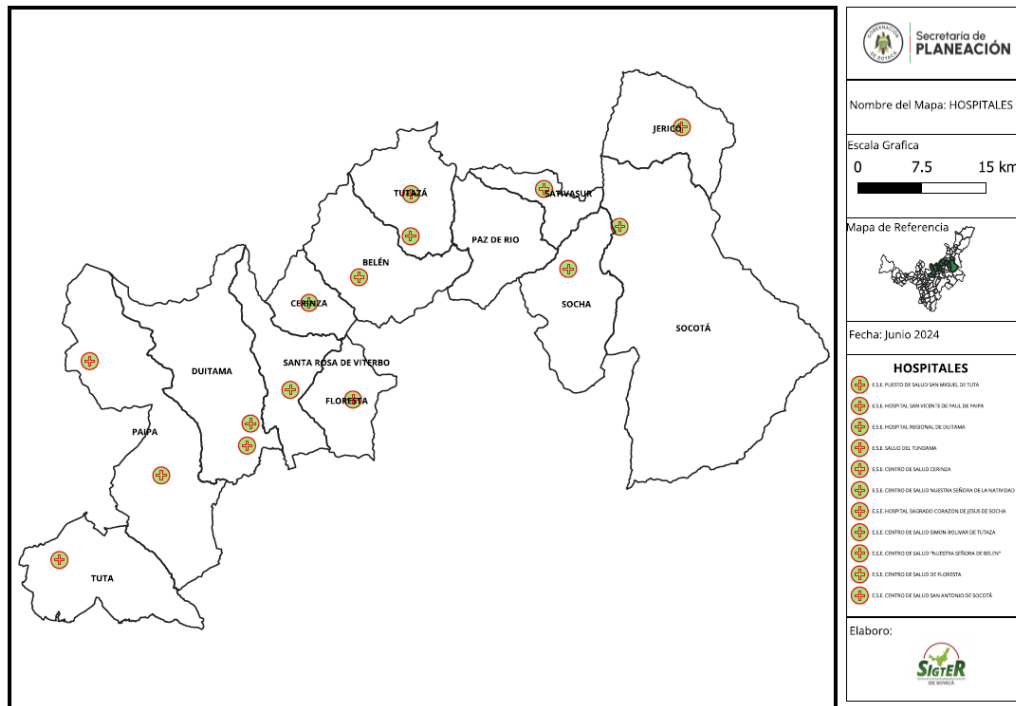 JERICÓ
TUTAZÁ
SATIVASUR
PAZ DE RIO
BELÉN
CERINZA
SOCHA
SOCOTÁ
SANTA ROSA DE VITERBO
DUITAMA
FLORESTA
PAIPA
TUTA
GOBERNACIÓN
DE BOYACÁ
Secretaría de
PLANEACIÓN
Nombre del Mapa: HOSPITALES
Escala Grafica
0 7.5 15 km
Mapa de Referencia
Fecha: Junio 2024
HOSPITALES
E.S.E. PUESTO DE SALUD SAN MIGUEL DE TUTA
E.S.E. HOSPITAL SAN VICENTE DE PAUL DE PAIPA
E.S.E. HOSPITAL REGIONAL DE DUITAMA
E.S.E. SALUD DEL TUNDAMA
E.S.E. CENTRO DE SALUD CERINZA
E.S.E. CENTRO DE SALUD NUESTRA SEÑORA DE LA NATIVIDAD
E.S.E. HOSPITAL SAGRADO CORAZON DE JESUS DE SOCHA
E.S.E. CENTRO DE SALUD SIMON BOLIVAR DE TUTAZA
E.S.E. CENTRO DE SALUD "NUESTRA SEÑORA DE BELEN"
E.S.E. CENTRO DE SALUD DE FLORESTA
E.S.E. CENTRO DE SALUD SAN ANTONIO DE SOCOTÁ
Elaboro:
SIGTER
DE BOYACÁ